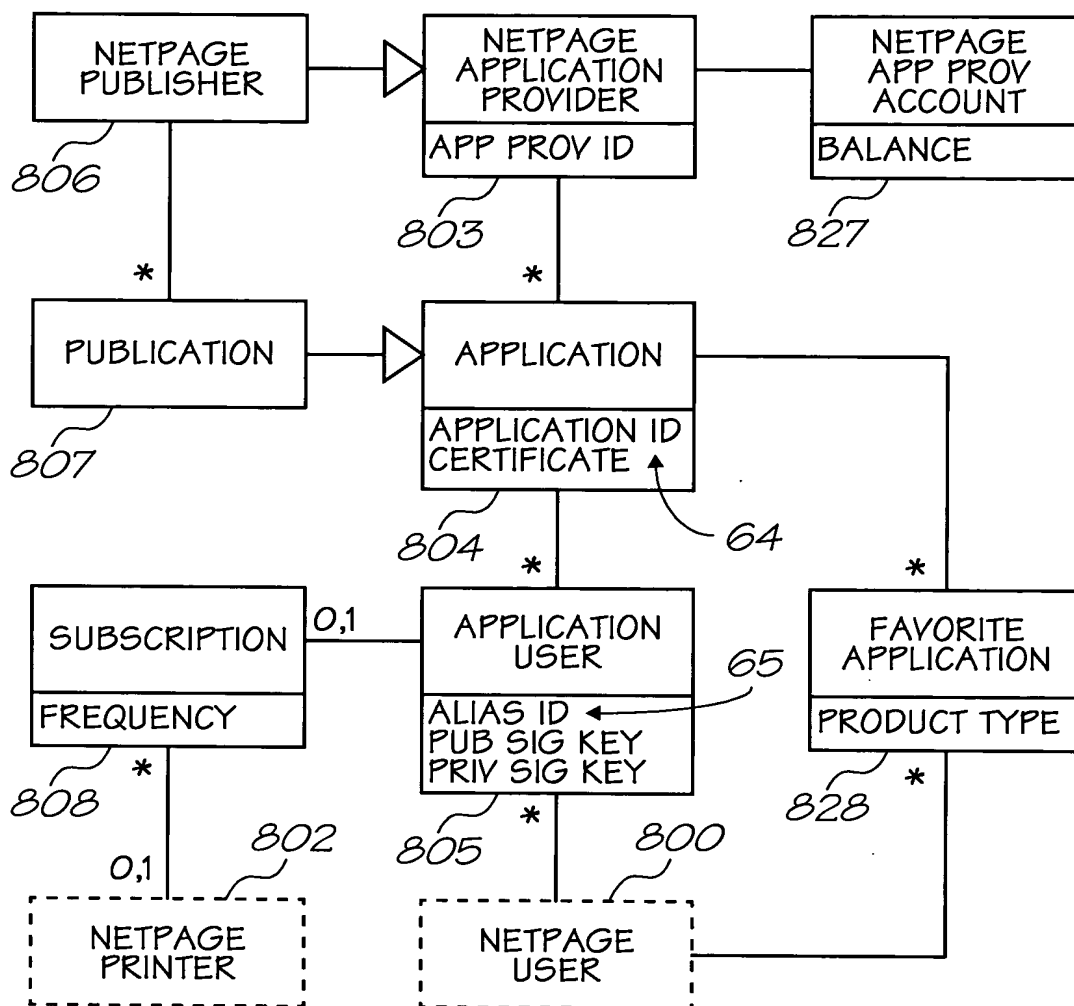 NETPAGE
PUBLISHER
806
NETPAGE
APPLICATION
PROVIDER
APP PROV ID
803
NETPAGE
APP PROV
ACCOUNT
BALANCE
827
*
*
PUBLICATION
807
APPLICATION
APPLICATION ID
CERTIFICATE
804
64
*
*
SUBSCRIPTION
FREQUENCY
808
0,1
APPLICATION
USER
ALIAS ID
PUB SIG KEY
PRIV SIG KEY
805
65
FAVORITE
APPLICATION
PRODUCT TYPE
828
*
*
*
802
800
0,1
NETPAGE
PRINTER
NETPAGE
USER